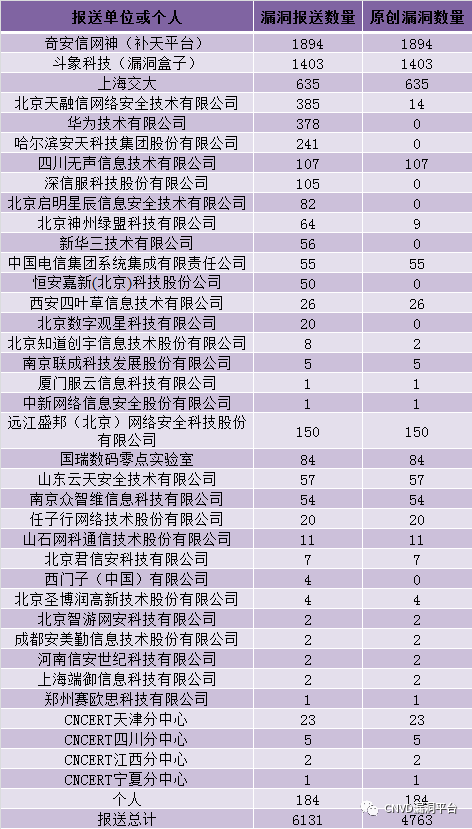 报送单位或个人 漏洞报送数量 原创漏洞数量
奇安信网神（补天平台） 1894 1894
斗象科技（漏洞盒子） 1403 1403
上海交大 635 635
北京天融信网络安全技术有限公司 385 14
华为技术有限公司 378 0
哈尔滨安天科技集团股份有限公司 241 0
四川无声信息技术有限公司 107 107
深信服科技股份有限公司 105 0
北京启明星辰信息安全技术有限公司 82 0
北京神州绿盟科技有限公司 64 9
新华三技术有限公司 56 0
中国电信集团系统集成有限责任公司 55 55
恒安嘉新(北京)科技股份公司 50 0
西安四叶草信息技术有限公司 26 26
北京数字观星科技有限公司 20 0
北京知道创宇信息技术股份有限公司 8 2
南京联成科技发展股份有限公司 5 5
厦门服云信息科技有限公司 1 1
中新网络信息安全股份有限公司 1 1
远江盛邦（北京）网络安全科技股份
有限公司 150 150
国瑞数码零点实验室 84 84
山东云天安全技术有限公司 57 57
南京众智维信息科技有限公司 54 54
任子行网络技术股份有限公司 20 20
山石网科通信技术股份有限公司 11 11
北京君信安科技有限公司 7 7
西门子（中国）有限公司 4 0
北京圣博润高新技术股份有限公司 4 4
北京智游网安科技有限公司 2 2
成都安美勤信息技术股份有限公司 2 2
河南信安世纪科技有限公司 2 2
上海端御信息科技有限公司 2 2
郑州赛欧思科技有限公司 1 1
CNCERT天津分中心 23 23
CNCERT四川分中心 5 5
CNCERT江西分中心 2 2
CNCERT宁夏分中心 1 1
个人 184 184
报送总计 6131 4763
CNVD漏洞平台